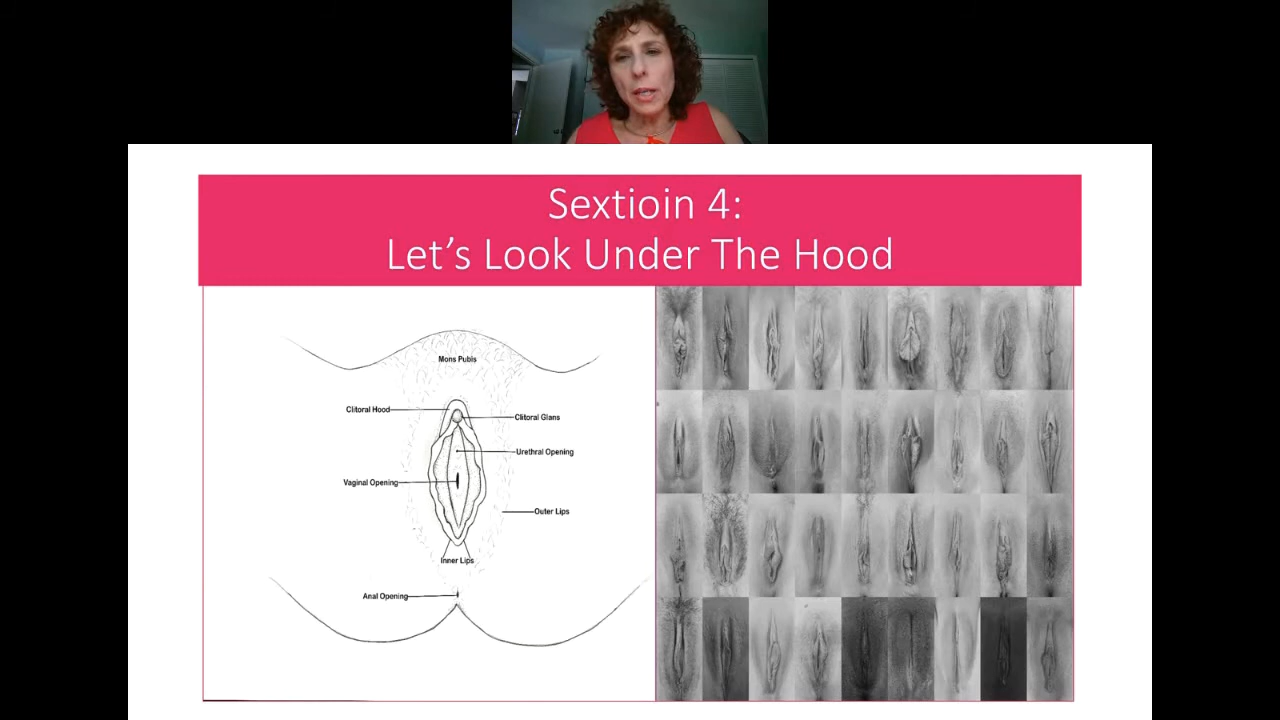 Sextioin 4:
Let's Look Under The Hood
Mons Pubis
Clitoral Hood
Clitoral Glans
Urethral Opening
Vaginal Opening
Outer Lips
Inner Lips
Anal Opening